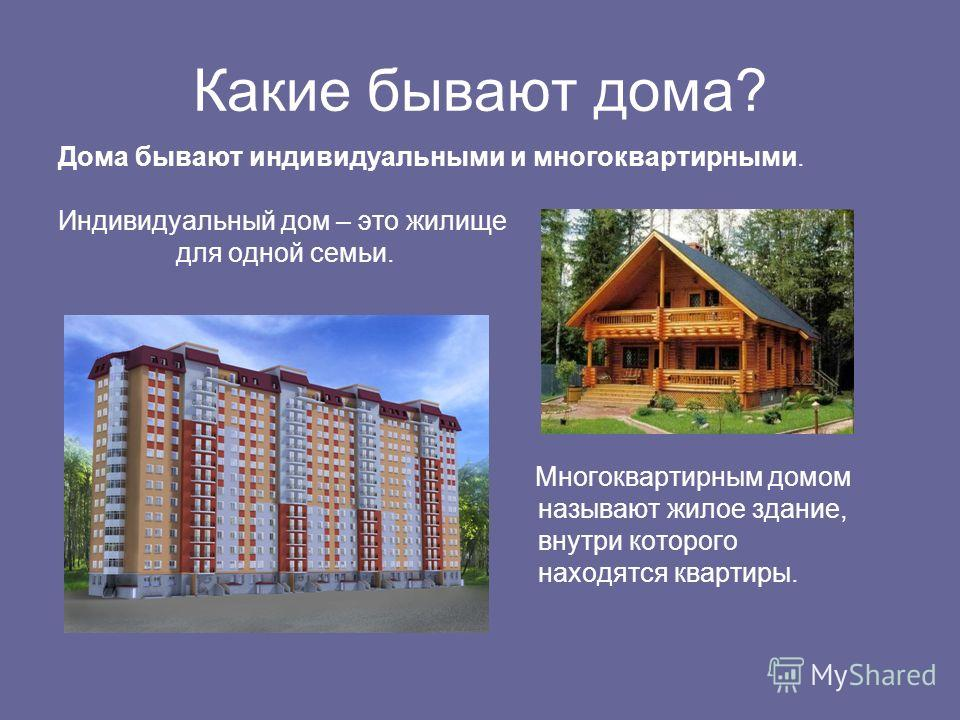 Какие бывают дома?
Дома бывают индивидуальными и многоквартирными.
Индивидуальный дом – это жилище
для одной семьи.
Многоквартирным домом
называют жилое здание,
внутри которого
находятся квартиры.
MyShared